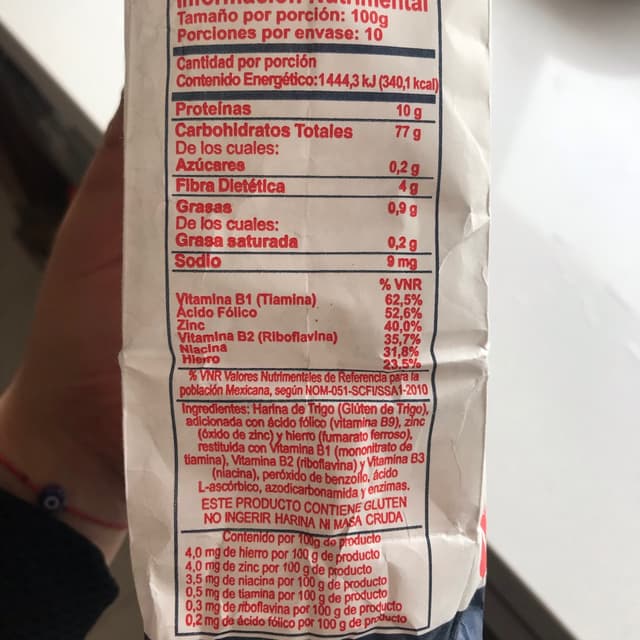 Información Nutrimental
Tamaño por porción: 100g
Porciones por envase: 10
Cantidad por porción
Contenido Energético:1444,3 kJ (340,1 kcal)
Proteínas 10 g
Carbohidratos Totales 77 g
De los cuales:
Azúcares 0,2 g
Fibra Dietética 4 g
Grasas 0,9 g
De los cuales:
Grasa saturada 0,2 g
Sodio 9 mg
% VNR
Vitamina B1 (Tiamina) 62,5%
Ácido Fólico 52,6%
Zinc 40,0%
Vitamina B2 (Riboflavina) 35,7%
Niacina 31,8%
Hierro 23.5%
% VNR Valores Nutrimentales de Referencia para la
población Mexicana, según NOM-051-SCFI/SSA1-2010
Ingredientes: Harina de Trigo (Glúten de Trigo),
adicionada con ácido fólico (vitamina B9), zinc
(óxido de zinc) y hierro (fumarato ferroso),
restituida con Vitamina B1 (mononitrato de
tiamina), Vitamina B2 (riboflavina) y Vitamina B3
(niacina), peróxido de benzoílo, ácido
L-ascórbico, azodicarbonamida y enzimas.
ESTE PRODUCTO CONTIENE GLUTEN
NO INGERIR HARINA NI MASA CRUDA
Contenido por 100g de producto
4,0 mg de hierro por 100 g de producto
4,0 mg de zinc por 100 g de producto
3,5 mg de niacina por 100 g de producto
0,5 mg de tiamina por 100 g de producto
0,3 mg de riboflavina por 100 g de producto
0,2 mg de ácido fólico por 100 g de producto